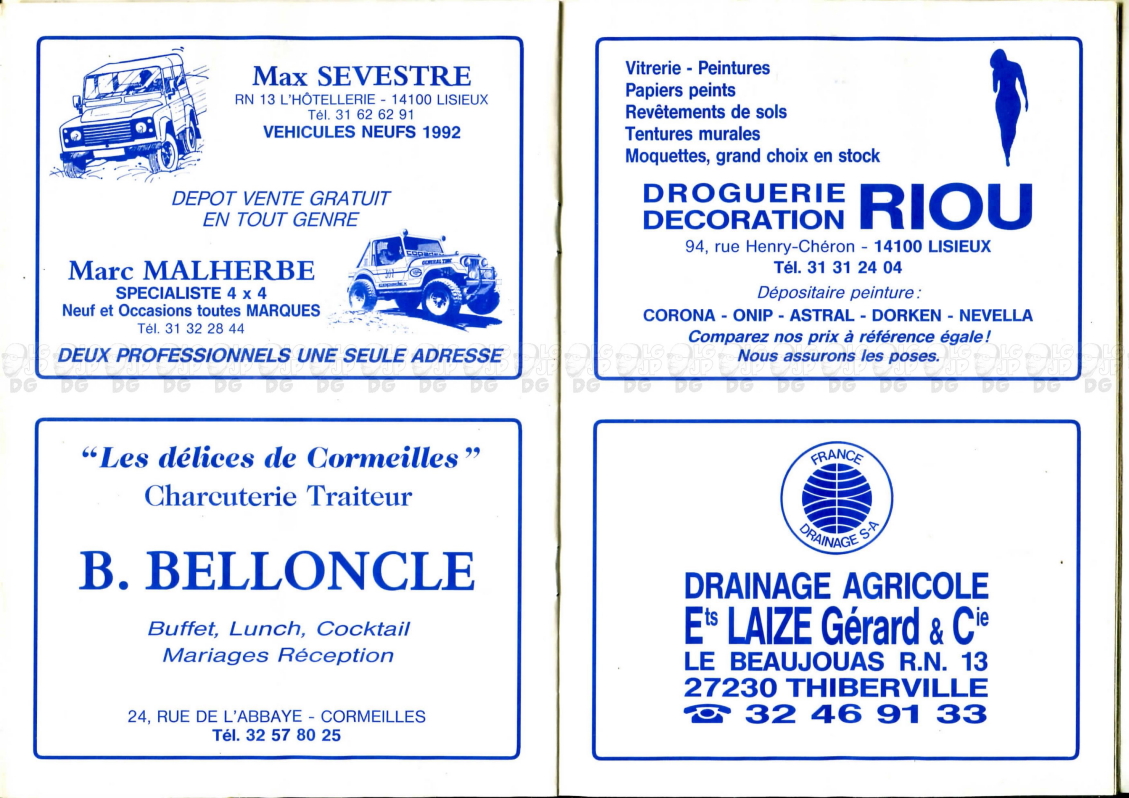 Max SEVESTRE
RN 13 L'HÔTELLERIE - 14100 LISIEUX
Tél. 31 62 62 91
VEHICULES NEUFS 1992
DEPOT VENTE GRATUIT
EN TOUT GENRE
Marc MALHERBE
SPECIALISTE 4 x 4
Neuf et Occasions toutes MARQUES
Tél. 31 32 28 44
DEUX PROFESSIONNELS UNE SEULE ADRESSE
"Les délices de Cormeilles"
Charcuterie Traiteur
B. BELLONCLE
Buffet, Lunch, Cocktail
Mariages Réception
24, RUE DE L'ABBAYE - CORMEILLES
Tél. 32 57 80 25
Vitrerie - Peintures
Papiers peints
Revêtements de sols
Tentures murales
Moquettes, grand choix en stock
DROGUERIE
DECORATION RIOU
94, rue Henry-Chéron - 14100 LISIEUX
Tél. 31 31 24 04
Dépositaire peinture :
CORONA - ONIP - ASTRAL - DORKEN - NEVELLA
Comparez nos prix à référence égale !
Nous assurons les poses.
FRANCE
DRAINAGE S-A
DRAINAGE AGRICOLE
Ets LAIZE Gérard & Cie
LE BEAUJOUAS R.N. 13
27230 THIBERVILLE
☎ 32 46 91 33